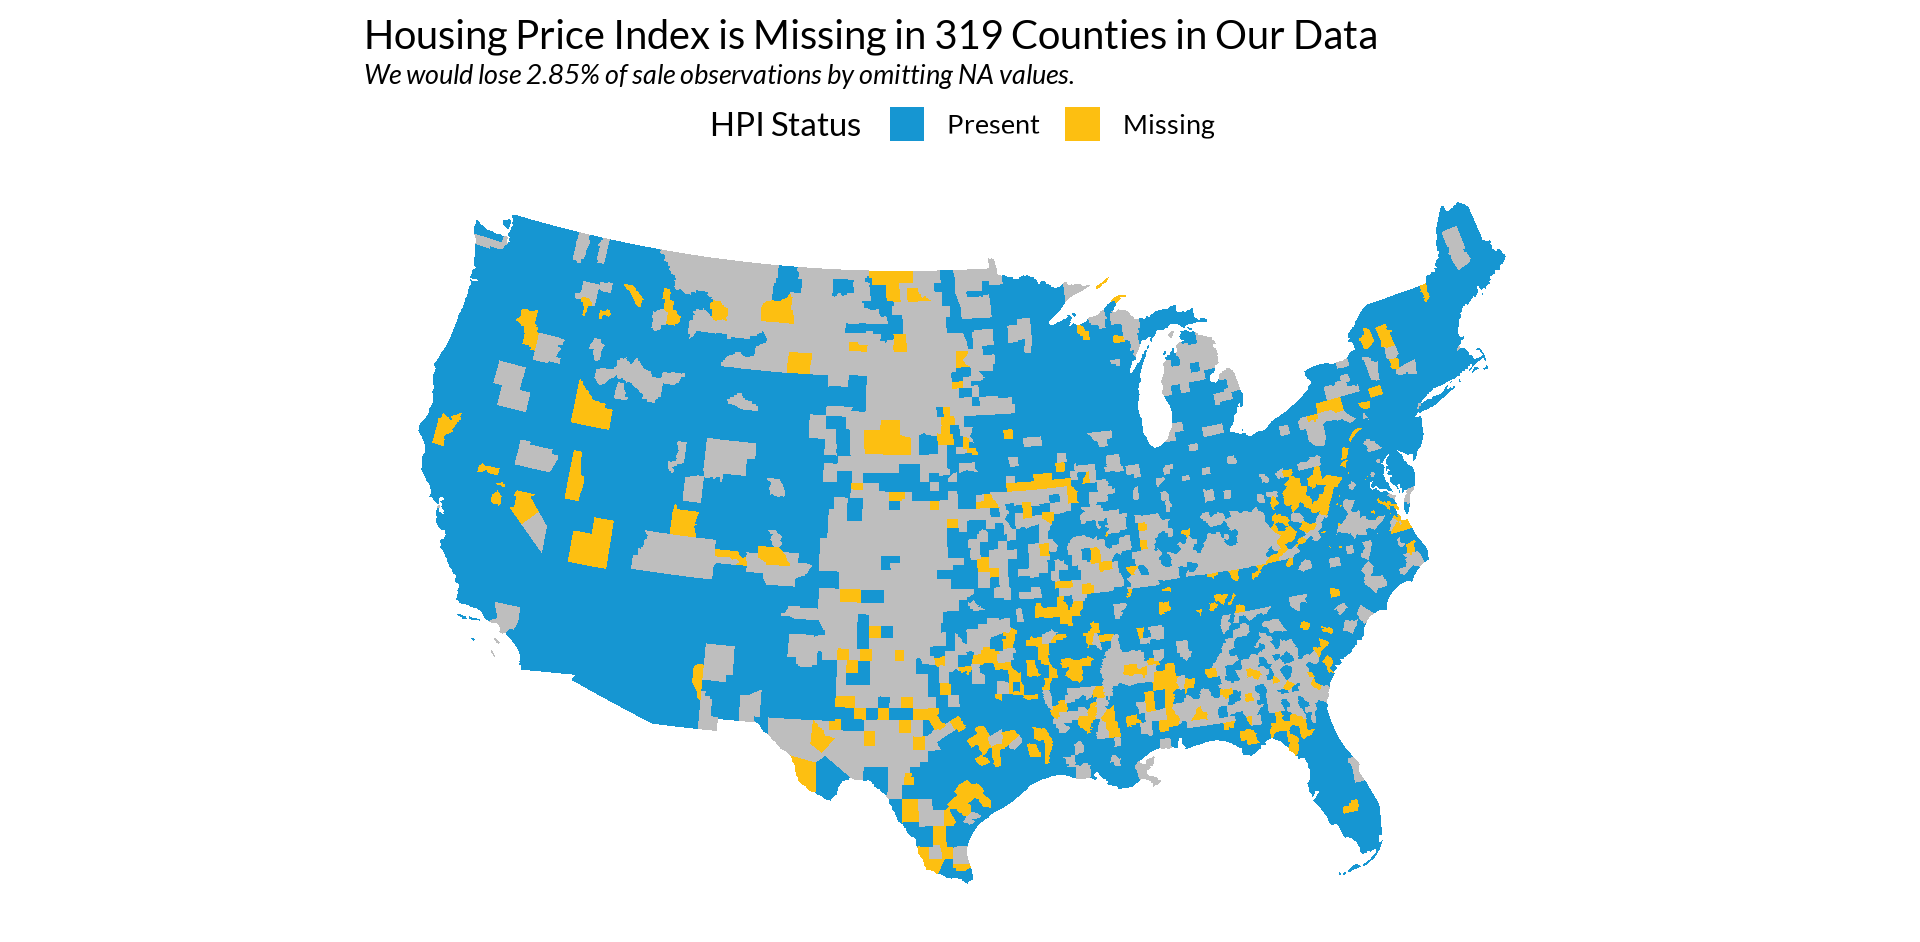 Housing Price Index is Missing in 319 Counties in Our Data
We would lose 2.85% of sale observations by omitting NA values.
HPI Status Present Missing